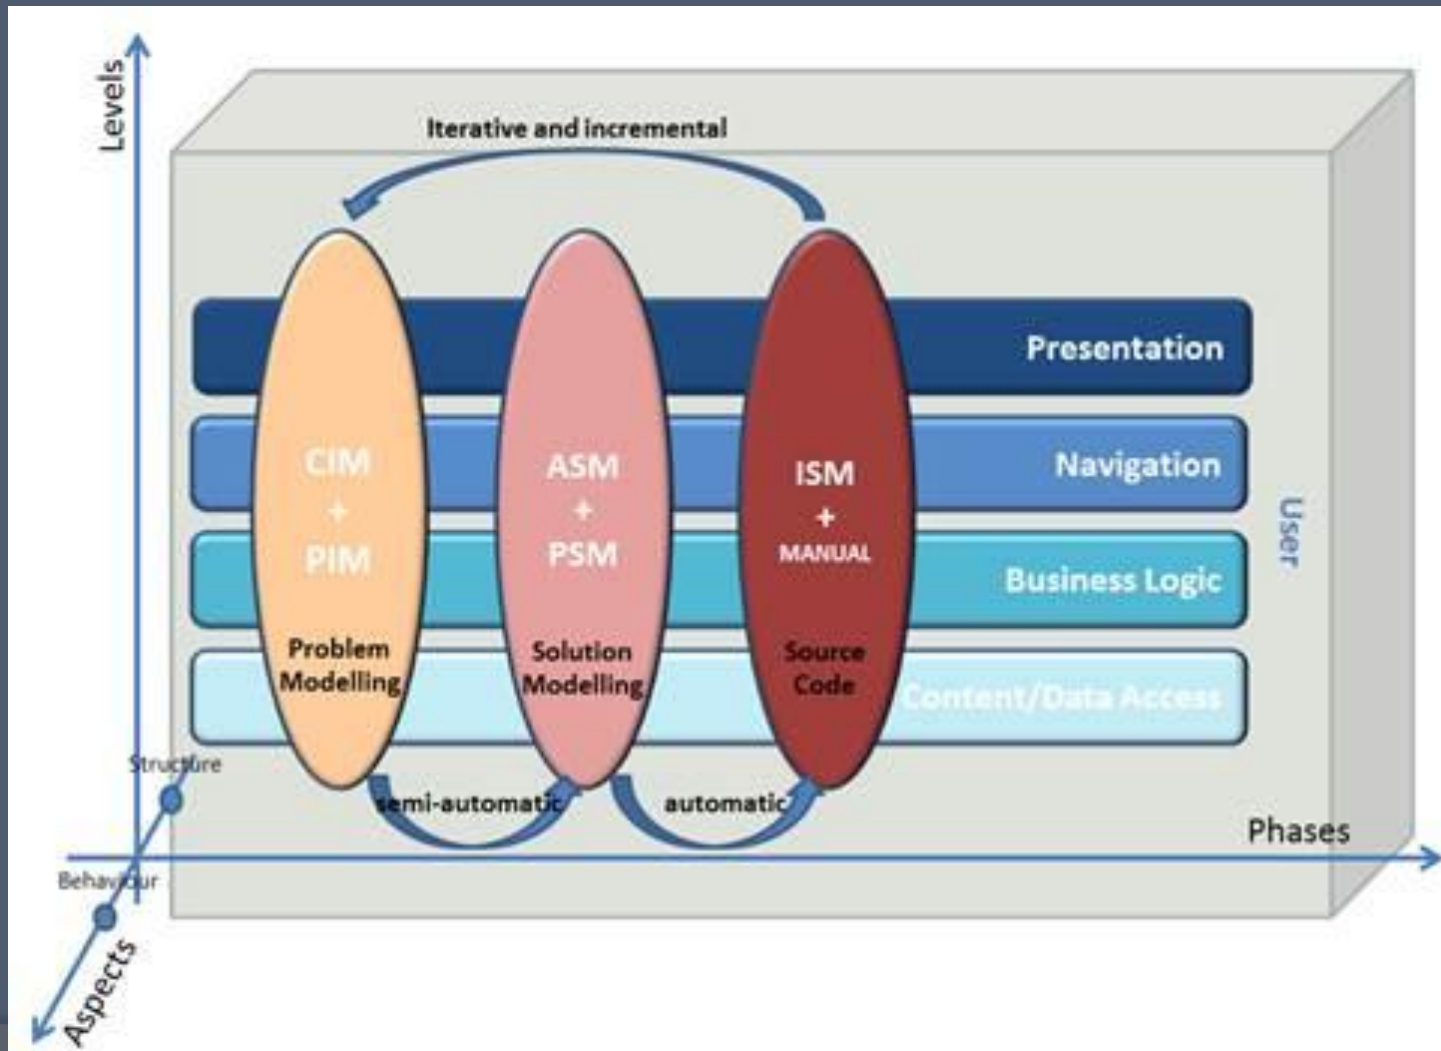 Levels
Iterative and incremental
Presentation
Navigation
Business Logic
Content/Data Access
User
CIM
+
PIM
Problem
Modelling
ASM
+
PSM
Solution
Modelling
ISM
+
MANUAL
Source
Code
Structure
semi-automatic
automatic
Phases
Behaviour
Aspects